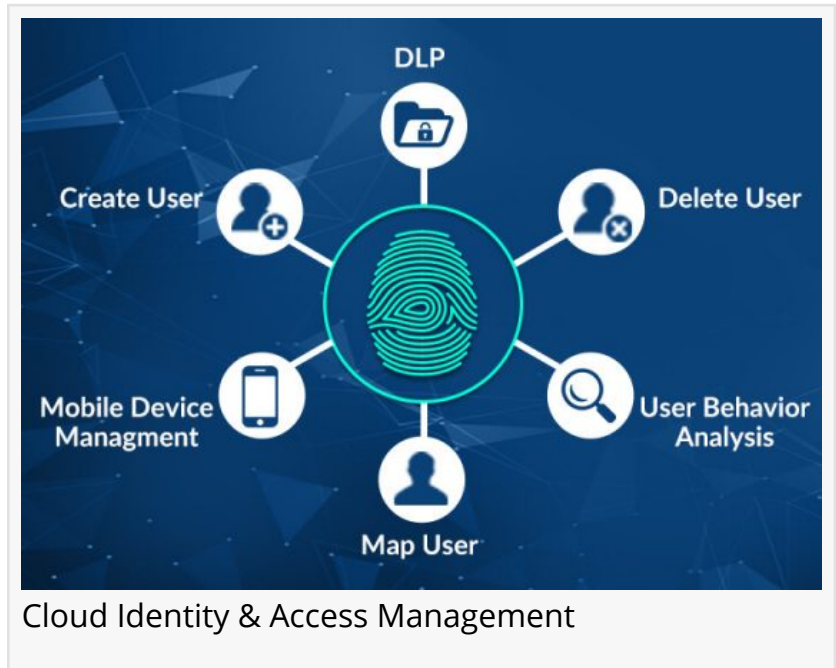 DLP
Create User
Delete User
Mobile Device
Managment
User Behavior
Analysis
Map User
Cloud Identity & Access Management